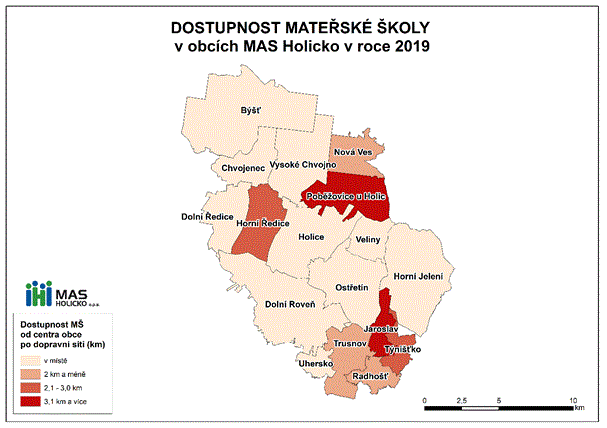 DOSTUPNOST MATEŘSKÉ ŠKOLY
v obcích MAS Holicko v roce 2019
Býšť
Nová Ves
Chvojenec
Vysoké Chvojno
Poběžovice u Holic
Dolní Ředice
Horní Ředice
Holice
Veliny
Horní Jelení
Ostřetín
Dolní Roveň
Jaroslav
Trusnov
Týnišťko
Uhersko
Radhošť
MAS
HOLICKO o.p.s.
Dostupnost MŠ
od centra obce
po dopravní síti (km)
v místě
2 km a méně
2,1 - 3,0 km
3,1 km a více
0 2,5 5 10
km